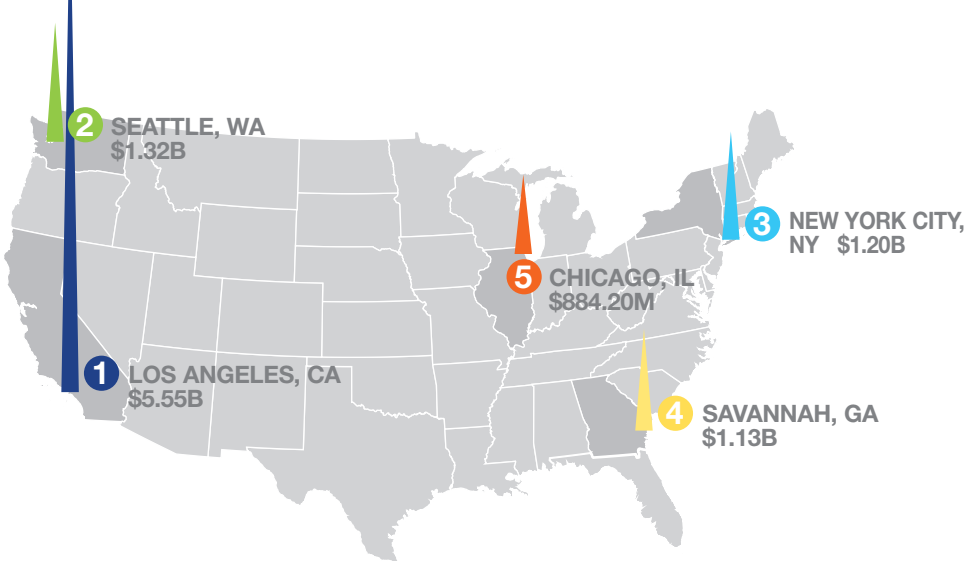 2 SEATTLE, WA
$1.32B
3 NEW YORK CITY,
NY $1.20B
5 CHICAGO, IL
$884.20M
1 LOS ANGELES, CA
$5.55B
4 SAVANNAH, GA
$1.13B